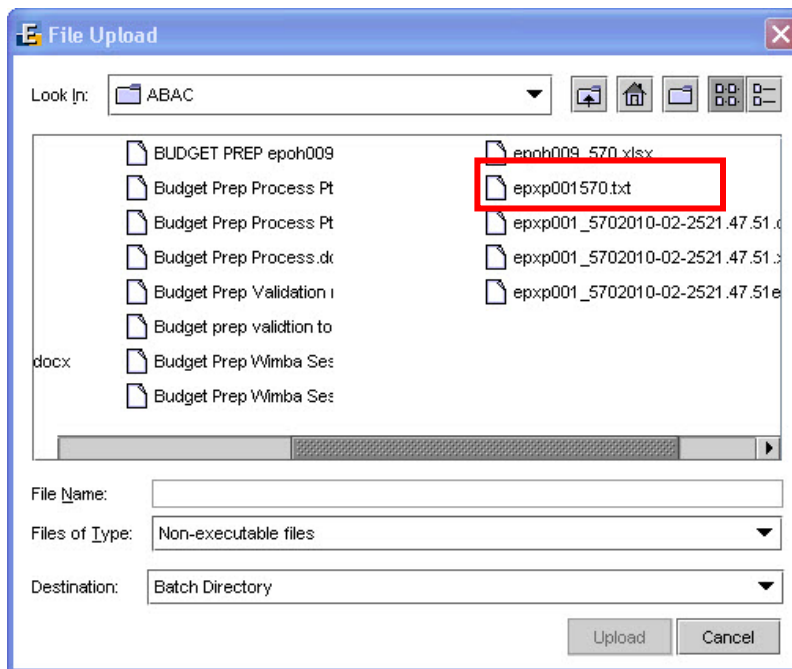 File Upload
Look In: ABAC
BUDGET PREP epoh009
Budget Prep Process Pt
Budget Prep Process Pt
Budget Prep Process.do
Budget Prep Validation r
Budget prep validtion to
docx Budget Prep Wimba Ses
Budget Prep Wimba Ses
epoh009_570.xlsx
epxp001570.txt
epxp001_5702010-02-2521.47.51.c
epxp001_5702010-02-2521.47.51.x
epxp001_5702010-02-2521.47.51e
File Name:
Files of Type: Non-executable files
Destination: Batch Directory
Upload Cancel